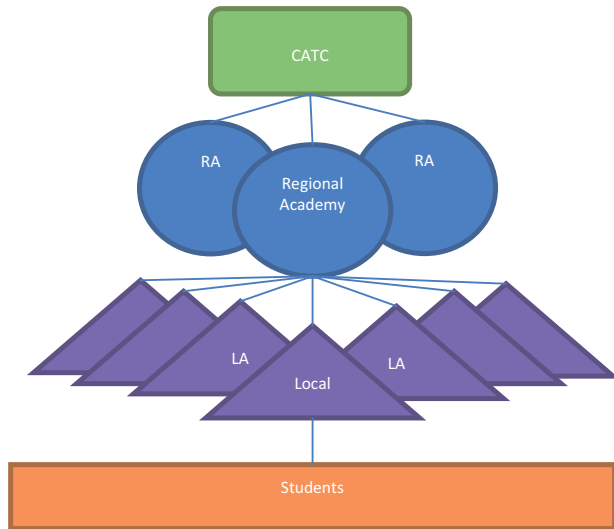 CATC
RA
RA
Regional
Academy
LA
LA
Local
Students